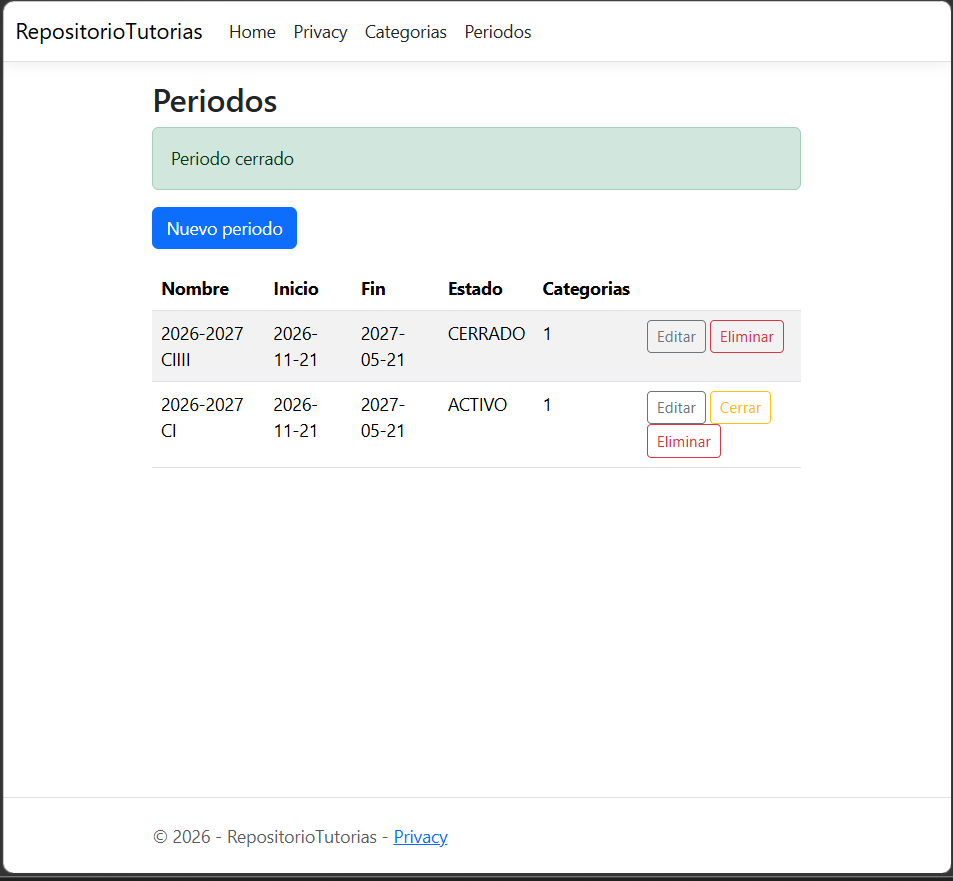 RepositorioTutorias Home Privacy Categorias Periodos
Periodos
Periodo cerrado
Nuevo periodo
Nombre Inicio Fin Estado Categorias
2026-2027 2026- 2027- CERRADO 1 Editar Eliminar
CIIII 11-21 05-21
2026-2027 2026- 2027- ACTIVO 1 Editar Cerrar
CI 11-21 05-21 Eliminar
© 2026 - RepositorioTutorias - Privacy